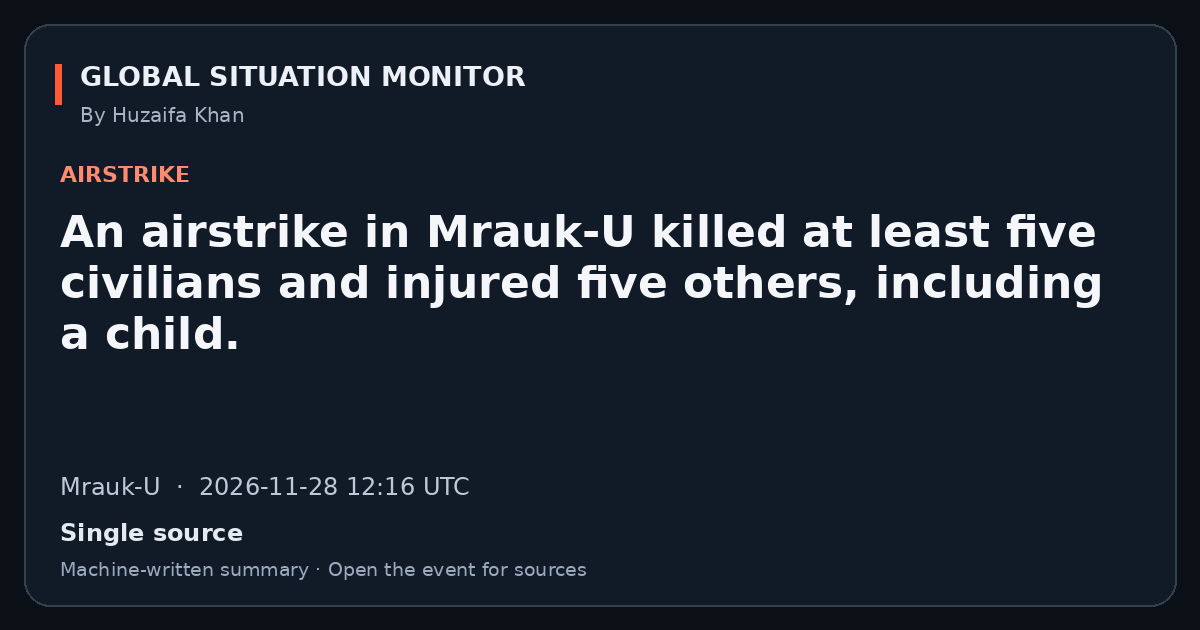 GLOBAL SITUATION MONITOR
By Huzaifa Khan
AIRSTRIKE
An airstrike in Mrauk-U killed at least five
civilians and injured five others, including
a child.
Mrauk-U · 2026-11-28 12:16 UTC
Single source
Machine-written summary · Open the event for sources